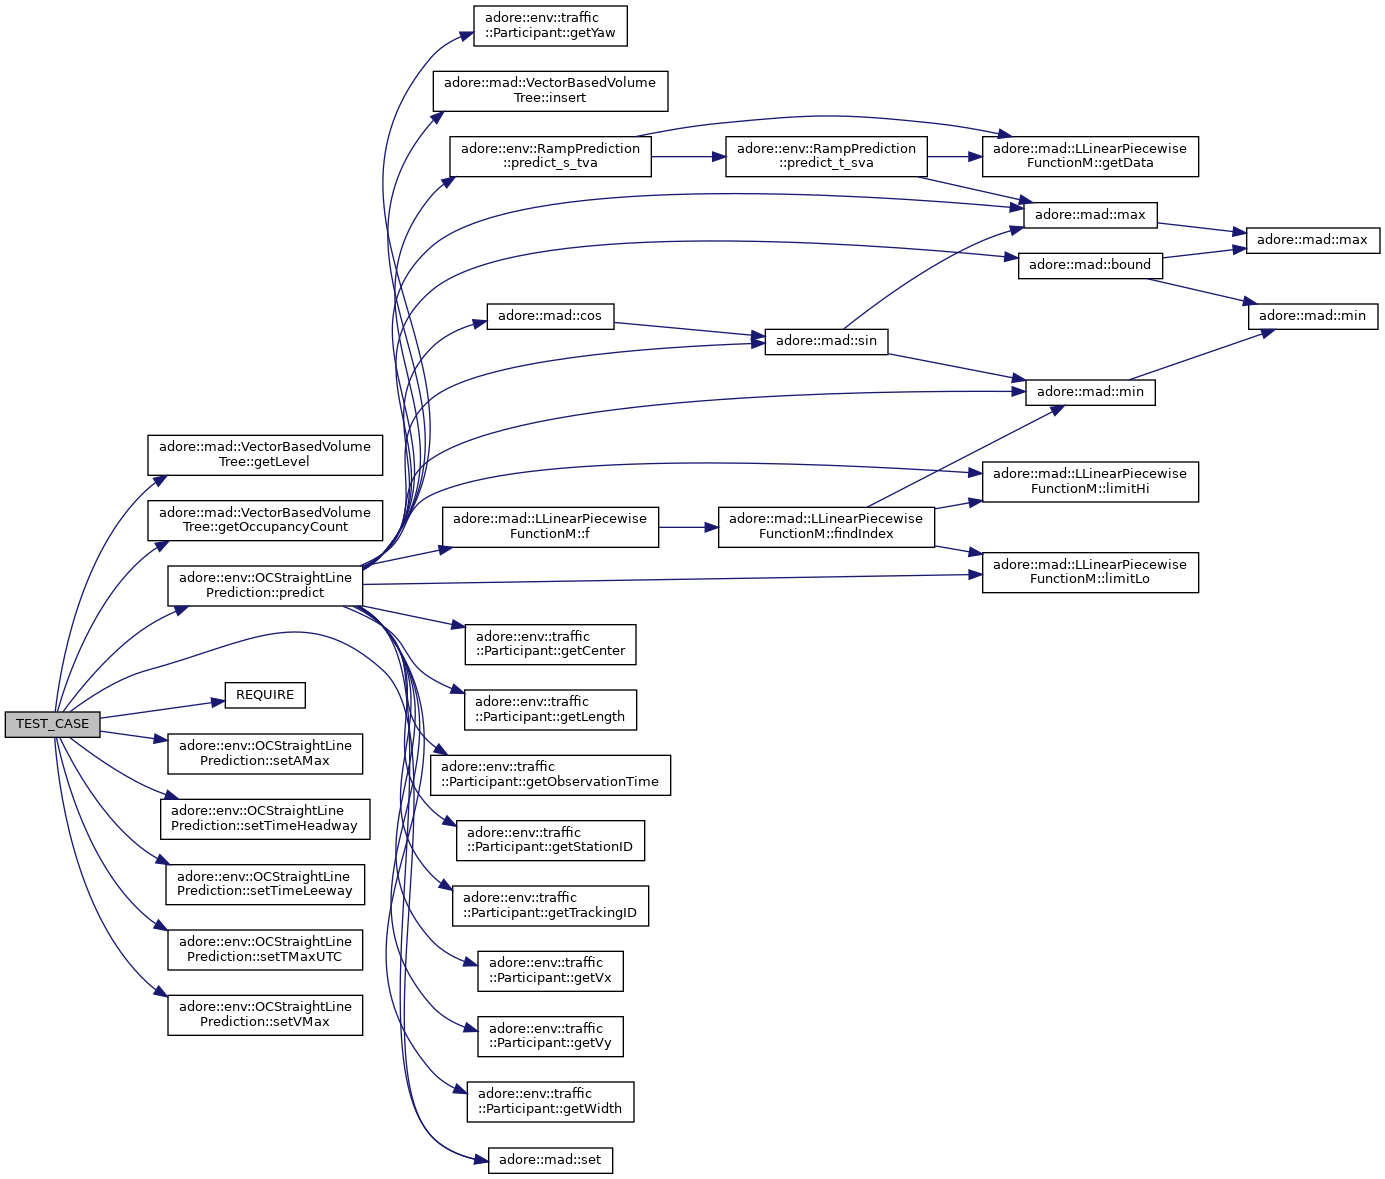 adore::env::traffic
::Participant::getYaw
adore::mad::VectorBasedVolume
Tree::insert
adore::env::RampPrediction
::predict_s_tva
adore::env::RampPrediction
::predict_t_sva
adore::mad::LLinearPiecewise
FunctionM::getData
adore::mad::max
adore::mad::max
adore::mad::bound
adore::mad::cos
adore::mad::min
adore::mad::sin
adore::mad::min
adore::mad::VectorBasedVolume
Tree::getLevel
adore::mad::LLinearPiecewise
FunctionM::limitHi
adore::mad::VectorBasedVolume
Tree::getOccupancyCount
adore::mad::LLinearPiecewise
FunctionM::f
adore::mad::LLinearPiecewise
FunctionM::findIndex
adore::mad::LLinearPiecewise
FunctionM::limitLo
adore::env::OCStraightLine
Prediction::predict
adore::env::traffic
::Participant::getCenter
REQUIRE
adore::env::traffic
::Participant::getLength
TEST_CASE
adore::env::OCStraightLine
Prediction::setAMax
adore::env::traffic
::Participant::getObservationTime
adore::env::OCStraightLine
Prediction::setTimeHeadway
adore::env::traffic
::Participant::getStationID
adore::env::OCStraightLine
Prediction::setTimeLeeway
adore::env::traffic
::Participant::getTrackingID
adore::env::OCStraightLine
Prediction::setTMaxUTC
adore::env::traffic
::Participant::getVx
adore::env::OCStraightLine
Prediction::setVMax
adore::env::traffic
::Participant::getVy
adore::env::traffic
::Participant::getWidth
adore::mad::set